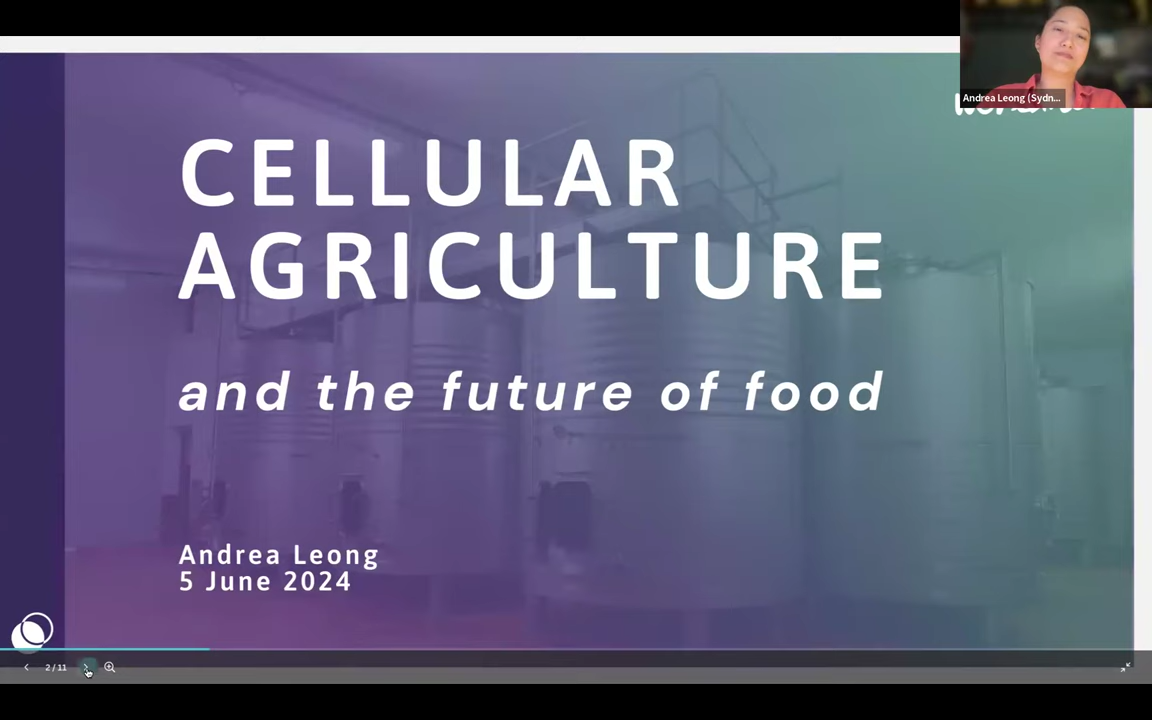 Andrea Leong (Sydn...
CELLULAR
AGRICULTURE
and the future of food
Andrea Leong
5 June 2024
2 / 11